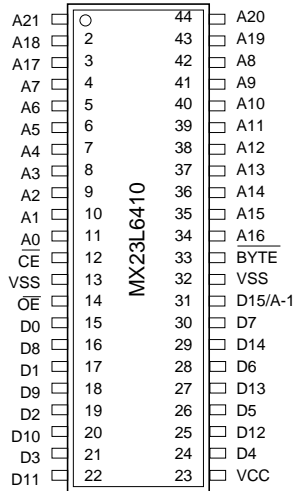 A21 44 A20
A18 2 43 A19
A17 3 42 A8
A7 4 41 A9
A6 5 40 A10
A5 6 39 A11
A4 7 38 A12
A3 8 37 A13
A2 9 36 A14
A1 10 35 A15
A0 11 34 A16
CE 12 33 BYTE
VSS 13 32 VSS
OE 14 31 D15/A-1
D0 15 30 D7
D8 16 29 D14
D1 17 28 D6
D9 18 27 D13
D2 19 26 D5
D10 20 25 D12
D3 21 24 D4
D11 22 23 VCC
MX23L6410